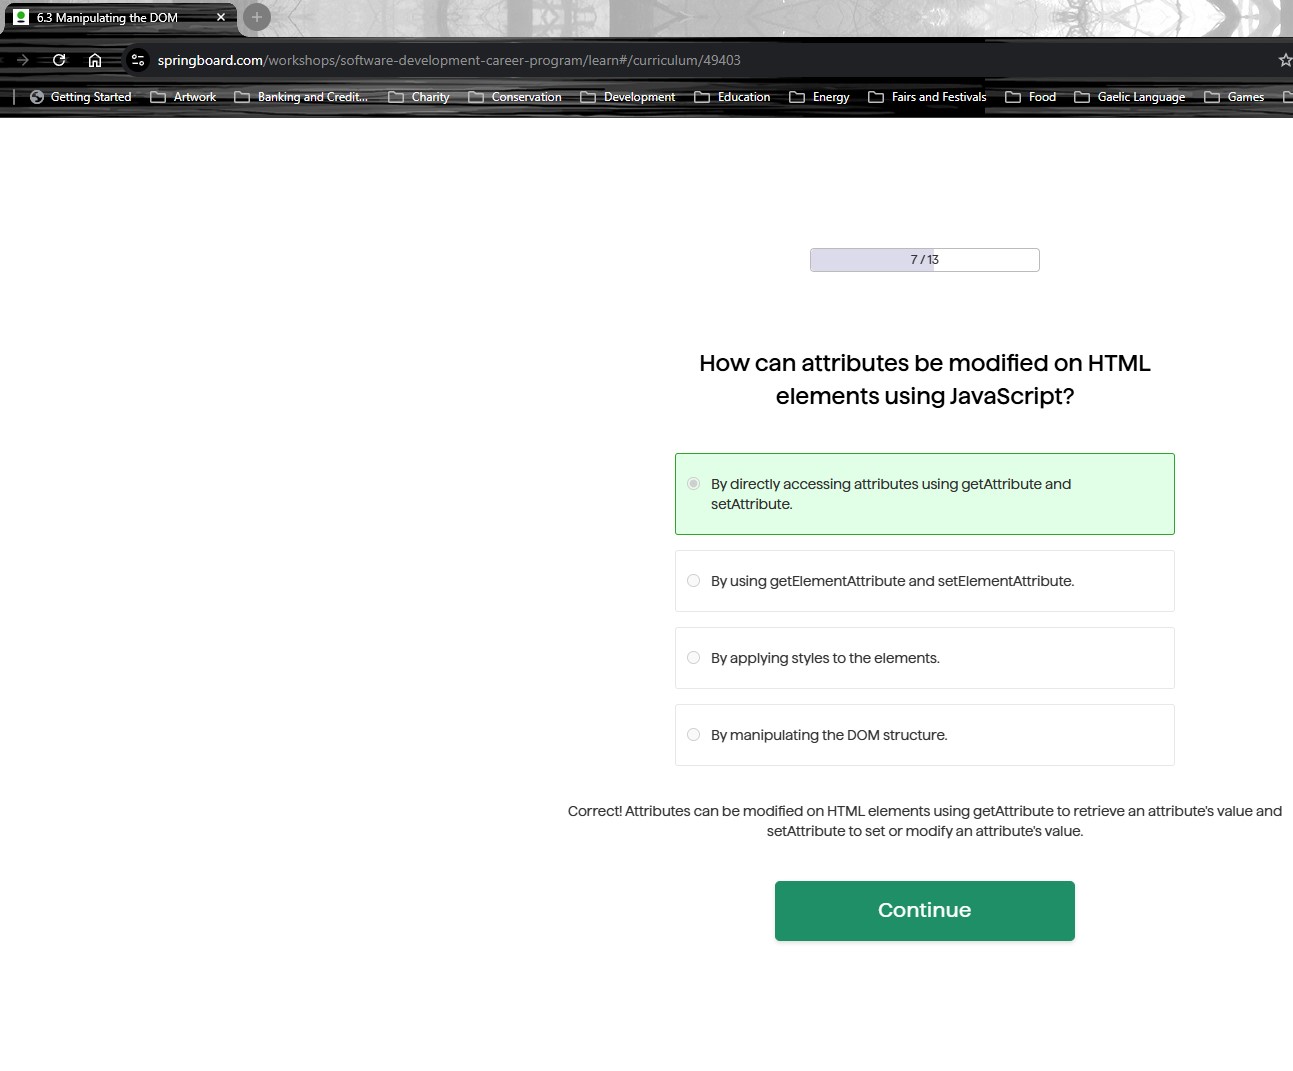 6.3 Manipulating the DOM
springboard.com/workshops/software-development-career-program/learn#/curriculum/49403
Getting Started Artwork Banking and Credit... Charity Conservation Development Education Energy Fairs and Festivals Food Gaelic Language Games
7 / 13
How can attributes be modified on HTML
elements using JavaScript?
By directly accessing attributes using getAttribute and
setAttribute.
By using getElementAttribute and setElementAttribute.
By applying styles to the elements.
By manipulating the DOM structure.
Correct! Attributes can be modified on HTML elements using getAttribute to retrieve an attribute's value and
setAttribute to set or modify an attribute's value.
Continue